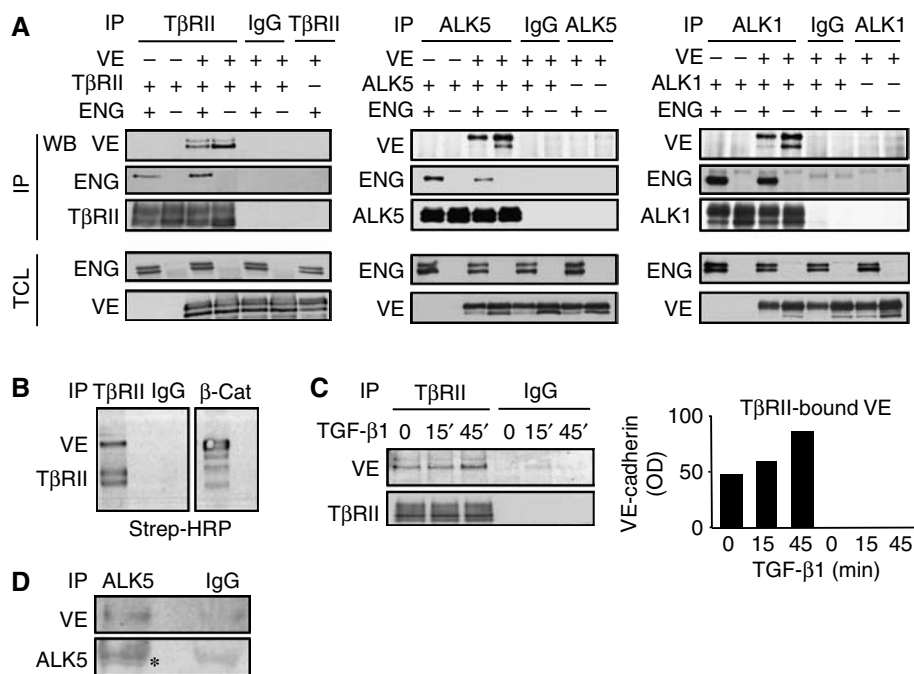 A
IP TβRII IgG TβRII
VE – – + + + + +
TβRII + + + + + + –
ENG + – + – + – +
IP
WB VE
ENG
TβRII
TCL
ENG
VE
IP ALK5 IgG ALK5
VE – – + + + + + +
ALK5 + + + + + + – –
ENG + – + – + – + –
VE
ENG
ALK5
ENG
VE
IP ALK1 IgG ALK1
VE – – + + + + + +
ALK1 + + + + + + – –
ENG + – + – + – + –
VE
ENG
ALK1
ENG
VE
B
IP TβRII IgG β-Cat
VE
TβRII
Strep-HRP
C
IP TβRII IgG
TGF-β1 0 15′ 45′ 0 15′ 45′
VE
TβRII
TβRII-bound VE
VE-cadherin
(OD)
100
50
0
0 15 45 0 15 45
TGF-β1 (min)
D
IP ALK5 IgG
VE
ALK5 *